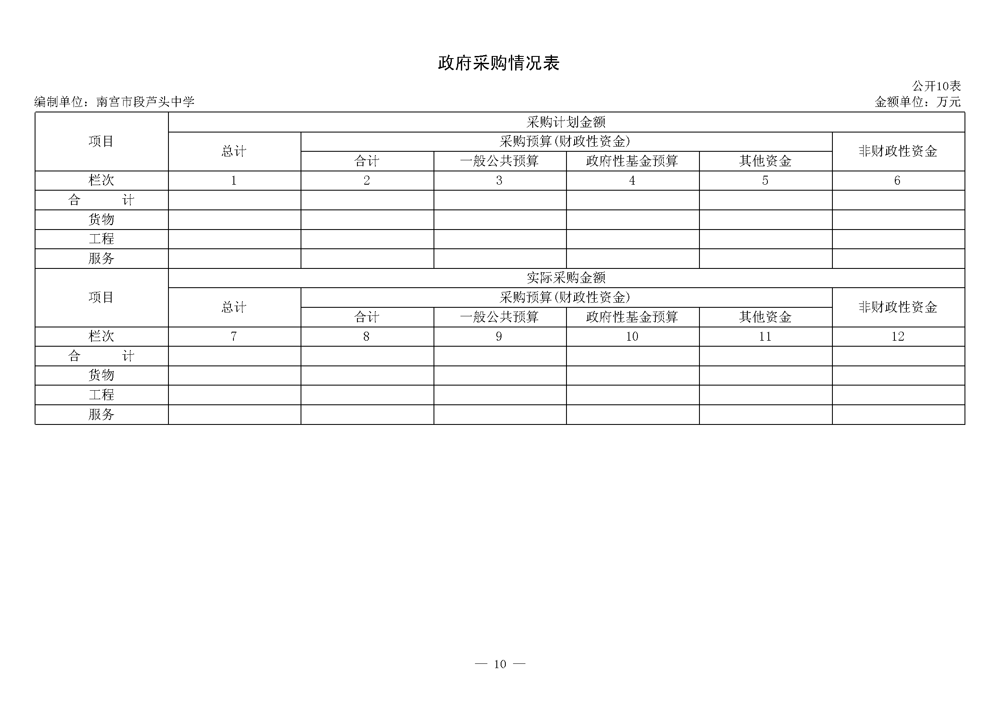 政府采购情况表
公开10表
编制单位：南宫市段芦头中学 金额单位：万元
项目 采购计划金额
总计 采购预算(财政性资金) 非财政性资金
合计 一般公共预算 政府性基金预算 其他资金
栏次 1 2 3 4 5 6
合 计
货物
工程
服务
项目 实际采购金额
总计 采购预算(财政性资金) 非财政性资金
合计 一般公共预算 政府性基金预算 其他资金
栏次 7 8 9 10 11 12
合 计
货物
工程
服务
— 10 —